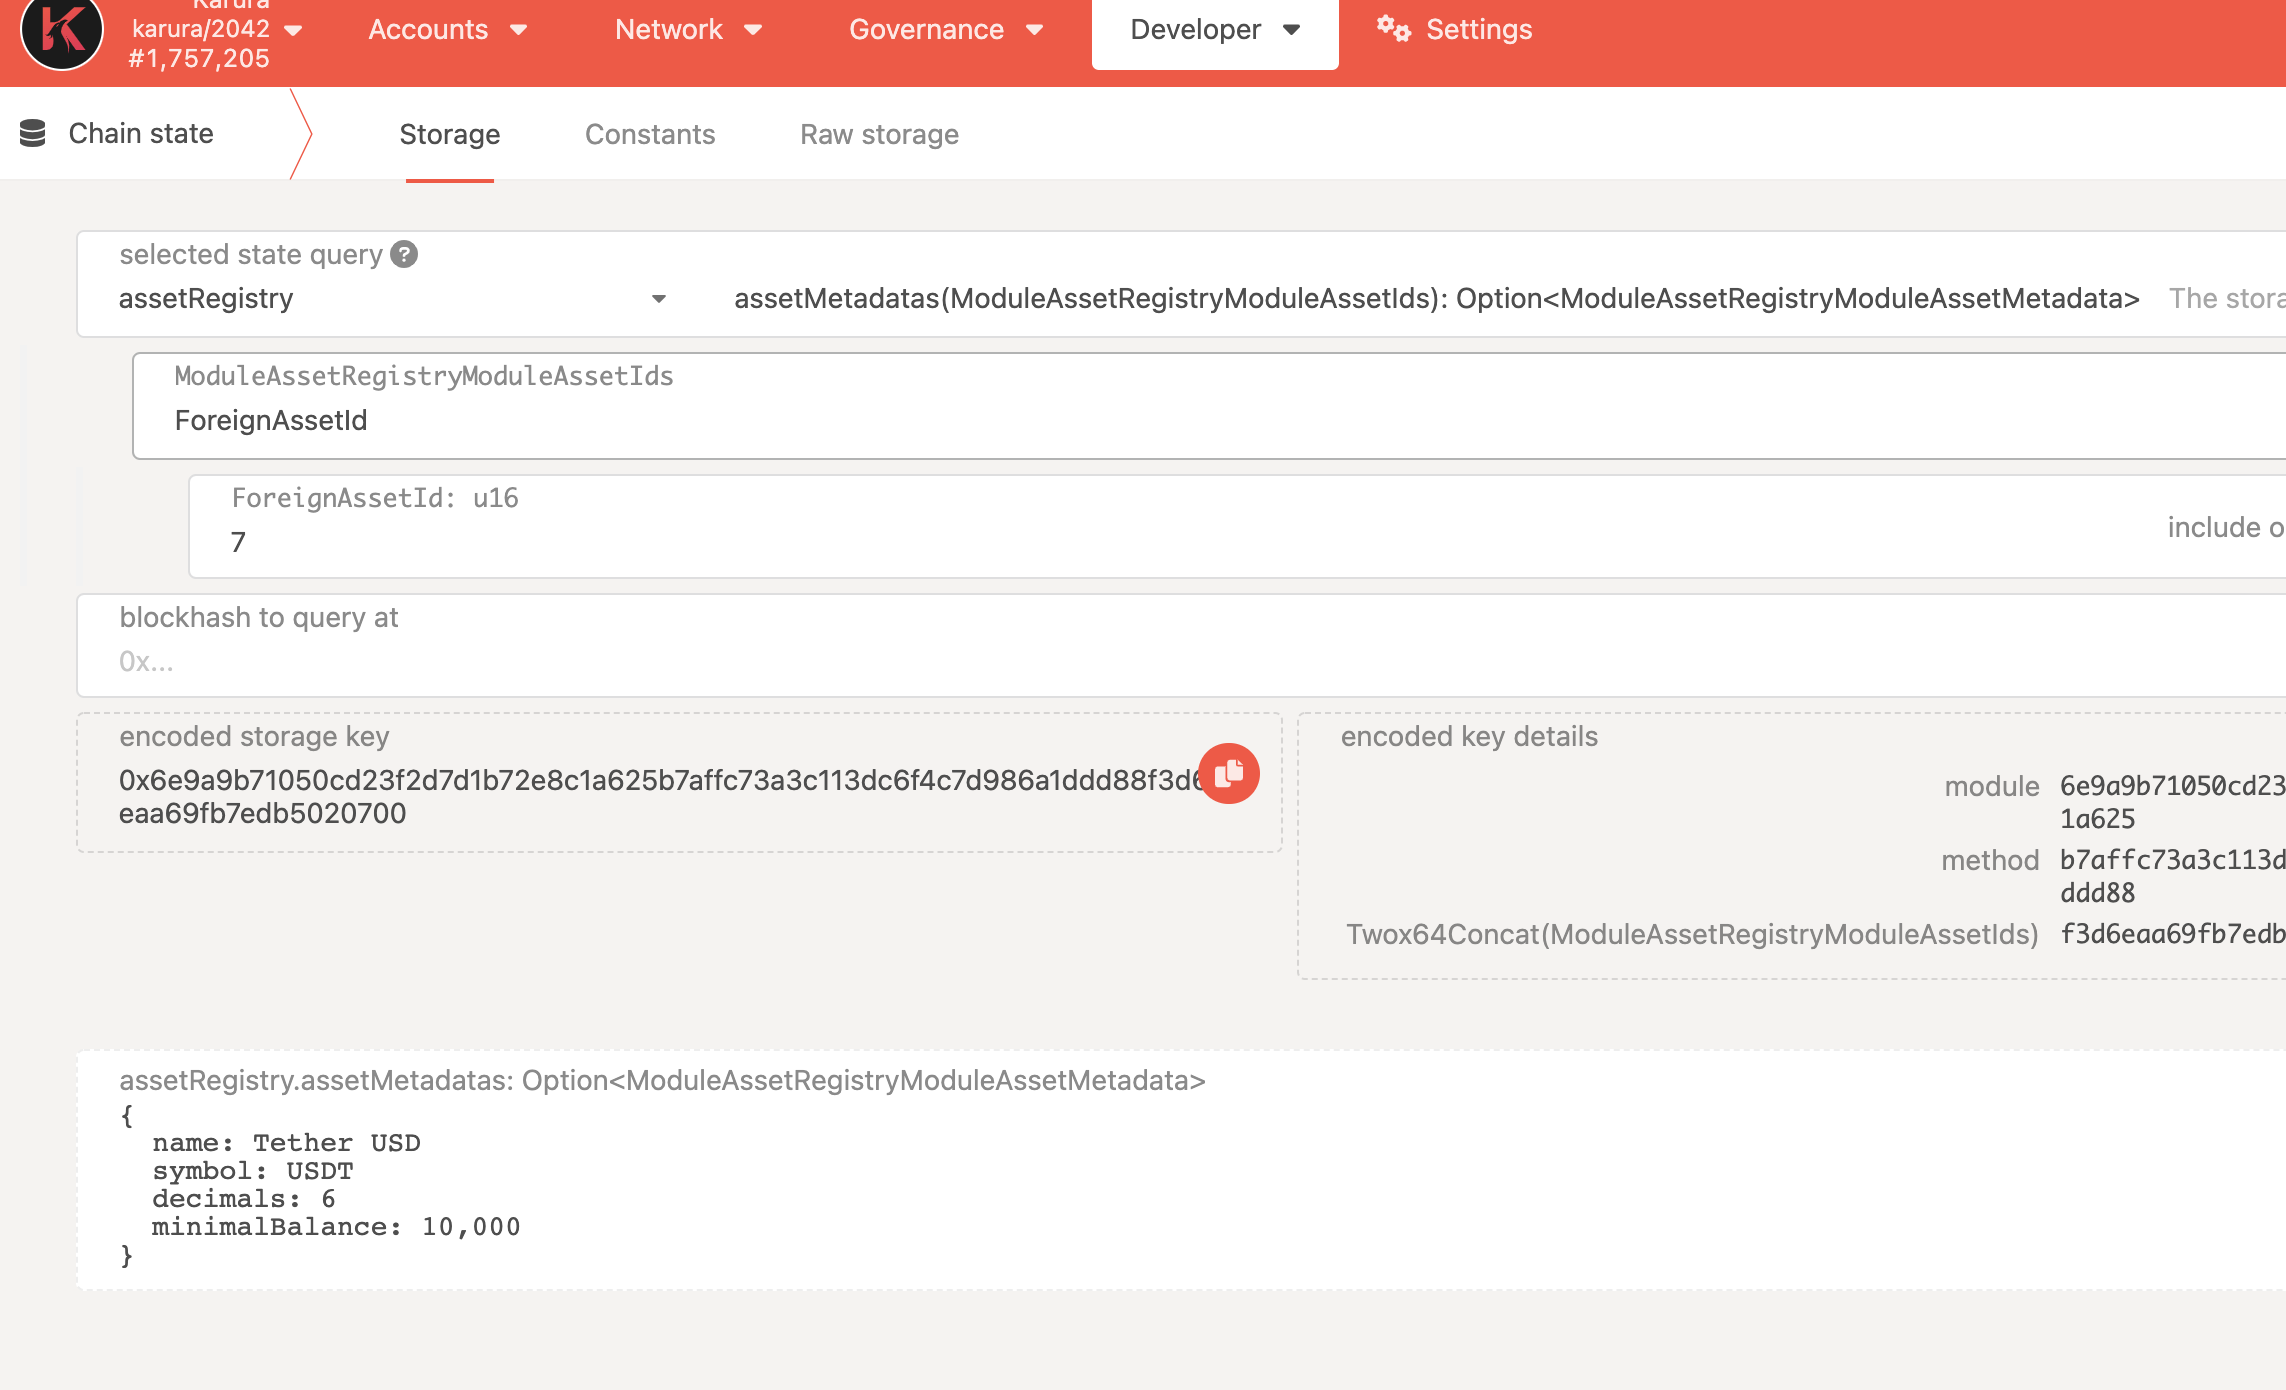 Karura
karura/2042
#1,757,205
Accounts
Network
Governance
Developer
Settings
Chain state
Storage
Constants
Raw storage
selected state query ?
assetRegistry
assetMetadatas(ModuleAssetRegistryModuleAssetIds): Option<ModuleAssetRegistryModuleAssetMetadata>
The stora
ModuleAssetRegistryModuleAssetIds
ForeignAssetId
ForeignAssetId: u16
7
include o
blockhash to query at
0x...
encoded storage key
0x6e9a9b71050cd23f2d7d1b72e8c1a625b7affc73a3c113dc6f4c7d986a1ddd88f3d6
eaa69fb7edb5020700
encoded key details
module 6e9a9b71050cd23
1a625
method b7affc73a3c113d
ddd88
Twox64Concat(ModuleAssetRegistryModuleAssetIds) f3d6eaa69fb7edb
assetRegistry.assetMetadatas: Option<ModuleAssetRegistryModuleAssetMetadata>
{
name: Tether USD
symbol: USDT
decimals: 6
minimalBalance: 10,000
}